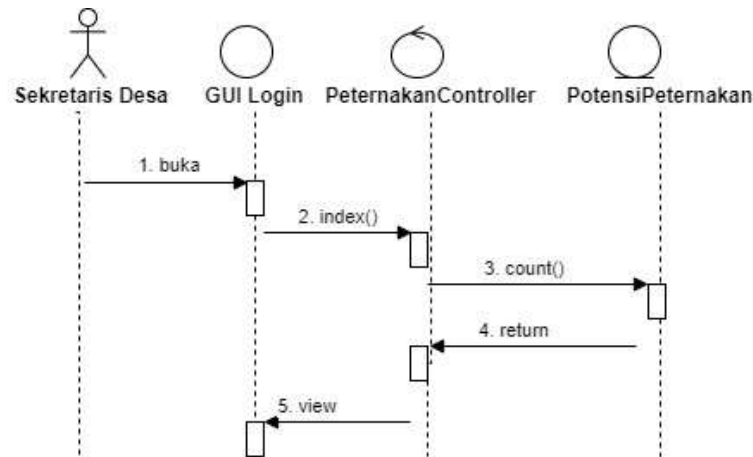 Sekretaris Desa
GUI Login
PeternakanController
PotensiPeternakan
1. buka
2. index()
3. count()
4. return
5. view